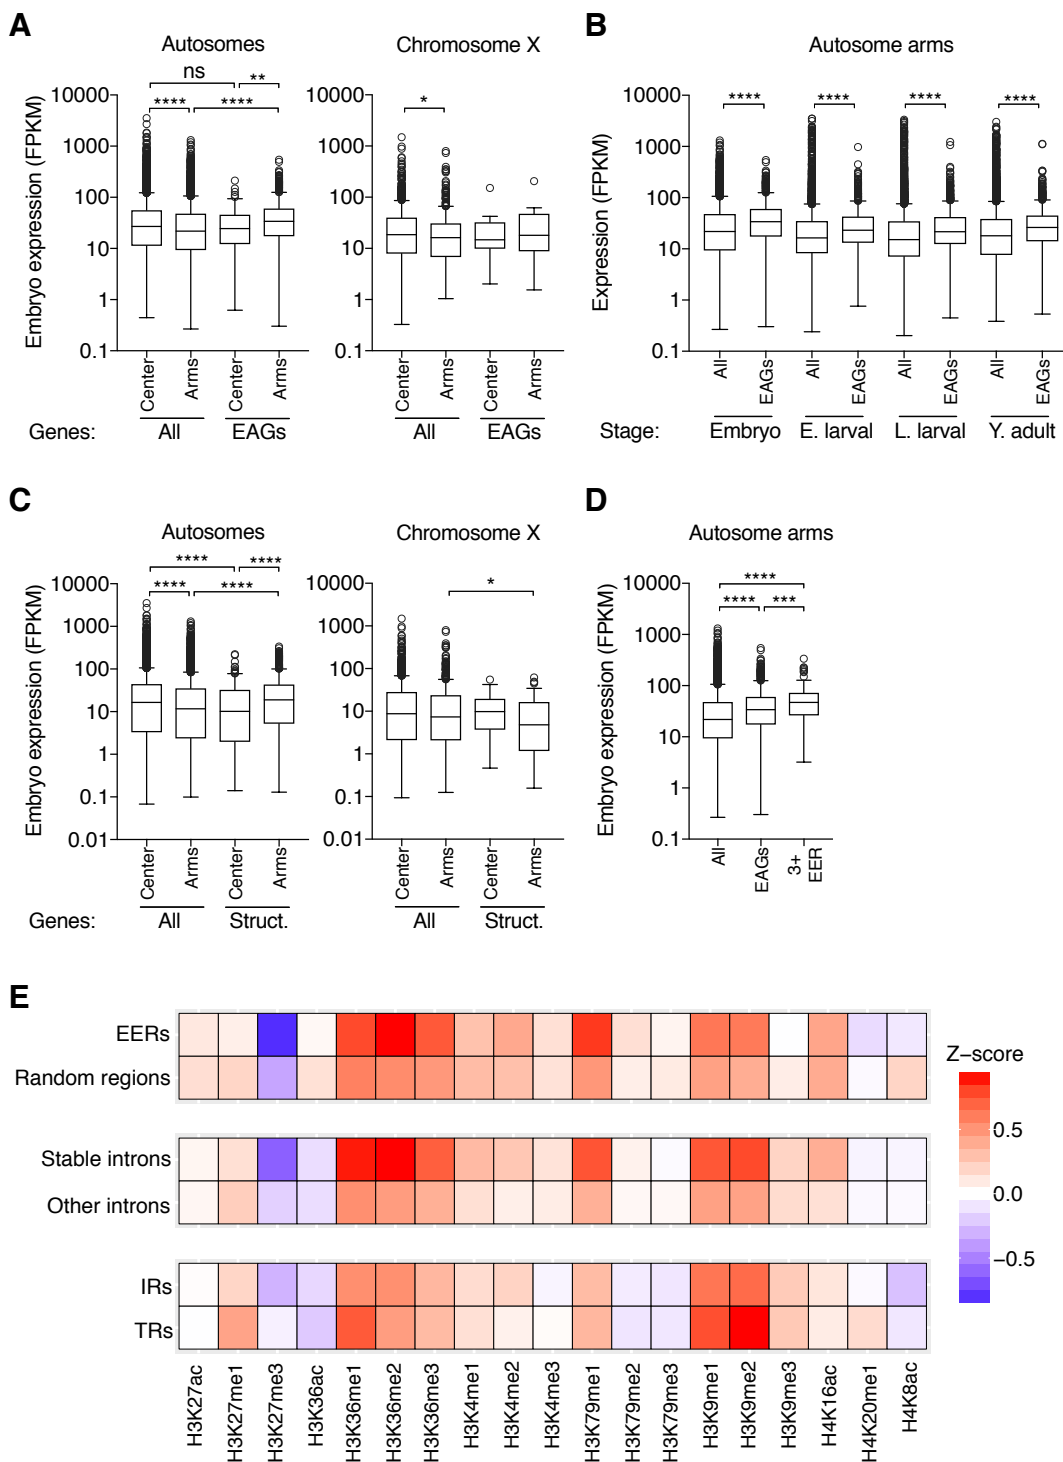 A
Autosomes
Chromosome X
ns
**
****
****
*
Embryo expression (FPKM)
10000
1000
100
10
1
0.1
Center
Arms
Center
Arms
Center
Arms
Center
Arms
Genes:
All
EAGs
All
EAGs
B
Autosome arms
****
****
****
****
Expression (FPKM)
10000
1000
100
10
1
0.1
All
EAGs
All
EAGs
All
EAGs
All
EAGs
Stage:
Embryo
E. larval
L. larval
Y. adult
C
Autosomes
Chromosome X
****
****
****
****
*
Embryo expression (FPKM)
10000
1000
100
10
1
0.1
0.01
10000
1000
100
10
1
0.1
0.01
Center
Arms
Center
Arms
Center
Arms
Center
Arms
Genes:
All
Struct.
All
Struct.
D
Autosome arms
****
****
***
Embryo expression (FPKM)
10000
1000
100
10
1
0.1
All
EAGs
3+
EER
E
EERs
Random regions
Stable introns
Other introns
IRs
TRs
H3K27ac
H3K27me1
H3K27me3
H3K36ac
H3K36me1
H3K36me2
H3K36me3
H3K4me1
H3K4me2
H3K4me3
H3K79me1
H3K79me2
H3K79me3
H3K9me1
H3K9me2
H3K9me3
H4K16ac
H4K20me1
H4K8ac
Z−score
0.5
0.0
−0.5